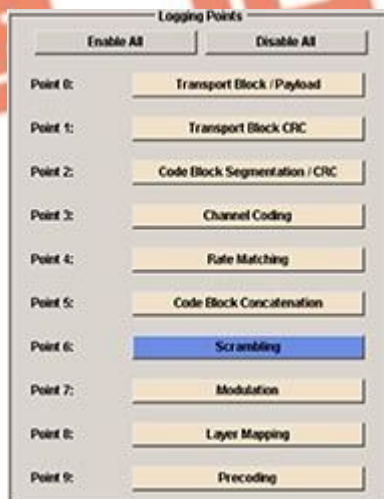 Logging Points
Enable All Disable All
Point 0: Transport Block / Payload
Point 1: Transport Block CRC
Point 2: Code Block Segmentation / CRC
Point 3: Channel Coding
Point 4: Rate Matching
Point 5: Code Block Concatenation
Point 6: Scrambling
Point 7: Modulation
Point 8: Layer Mapping
Point 9: Precoding